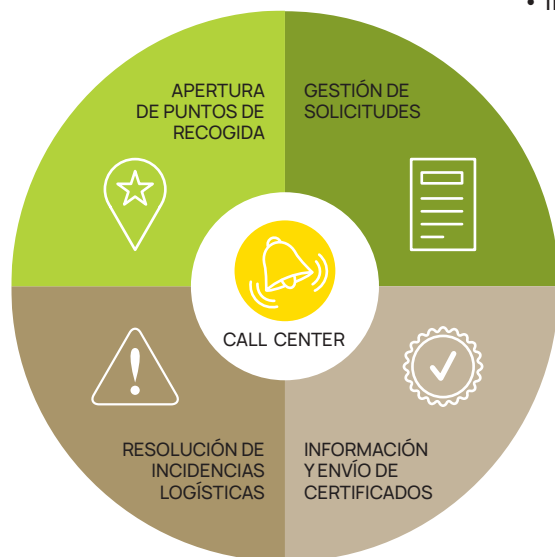 APERTURA
DE PUNTOS DE
RECOGIDA
GESTIÓN DE
SOLICITUDES
CALL CENTER
RESOLUCIÓN DE
INCIDENCIAS
LOGÍSTICAS
INFORMACIÓN
Y ENVÍO DE
CERTIFICADOS